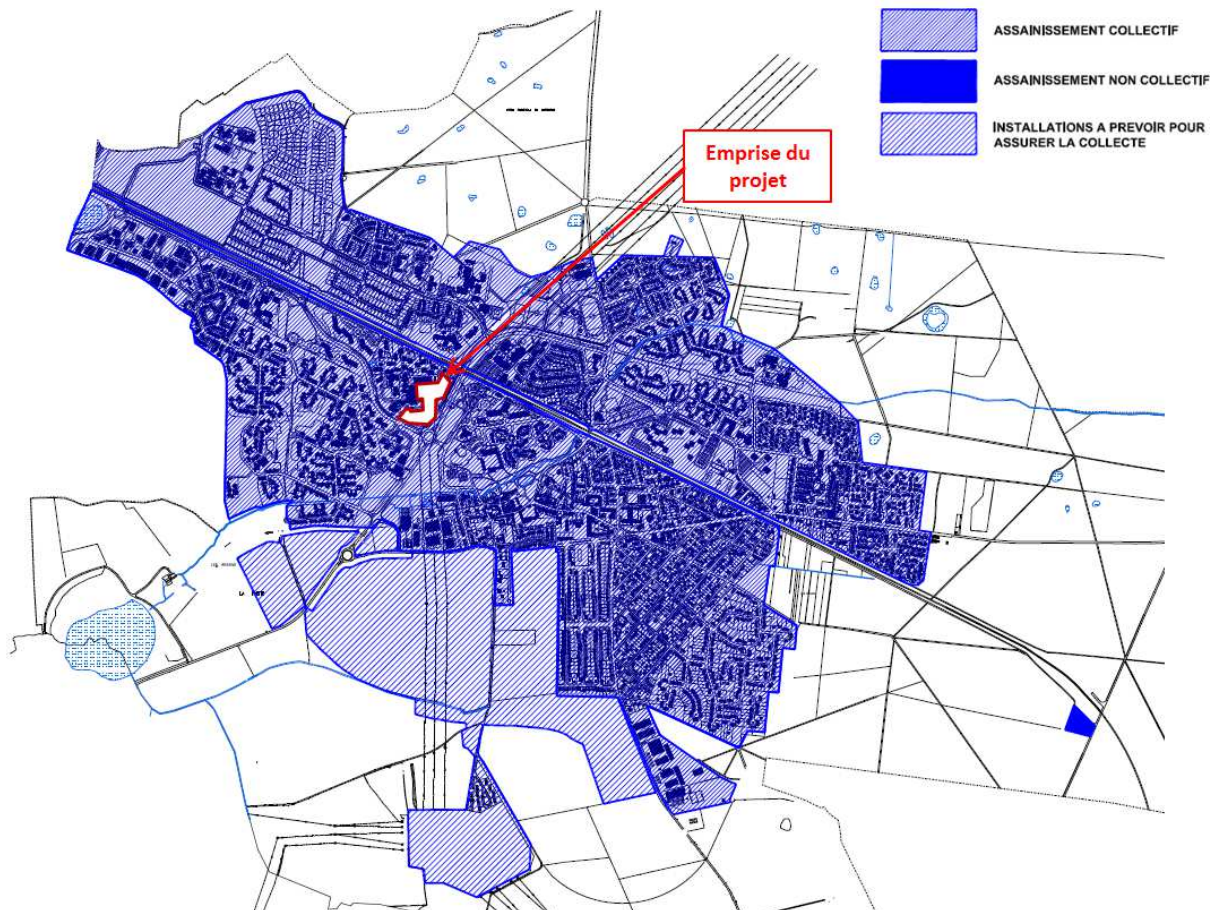 ASSAINISSEMENT COLLECTIF
ASSAINISSEMENT NON COLLECTIF
INSTALLATIONS A PREVOIR POUR
ASSURER LA COLLECTE
Emprise du
projet